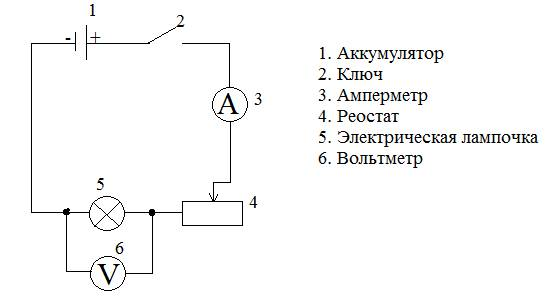 1
2
- +
A 3
4
5
6
V
1. Аккумулятор
2. Ключ
3. Амперметр
4. Реостат
5. Электрическая лампочка
6. Вольтметр